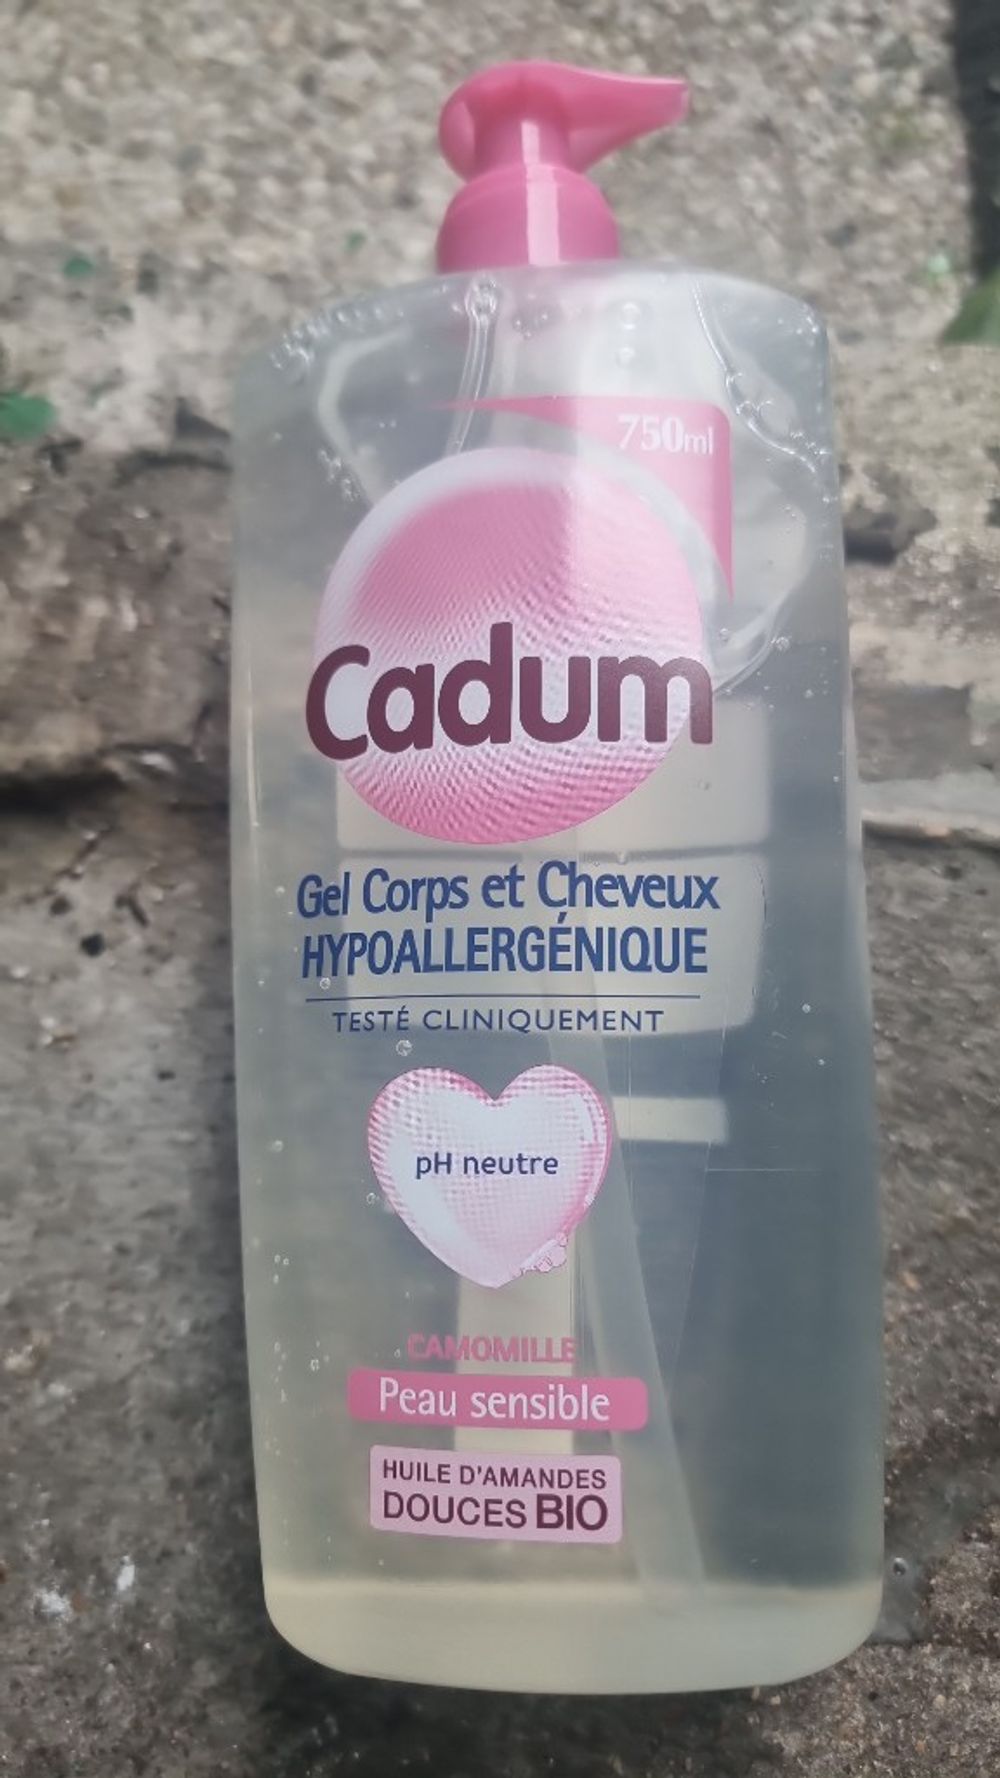 750ml
Cadum
Gel Corps et Cheveux
HYPOALLERGÉNIQUE
TESTÉ CLINIQUEMENT
pH neutre
CAMOMILLE
Peau sensible
HUILE D'AMANDES
DOUCES BIO